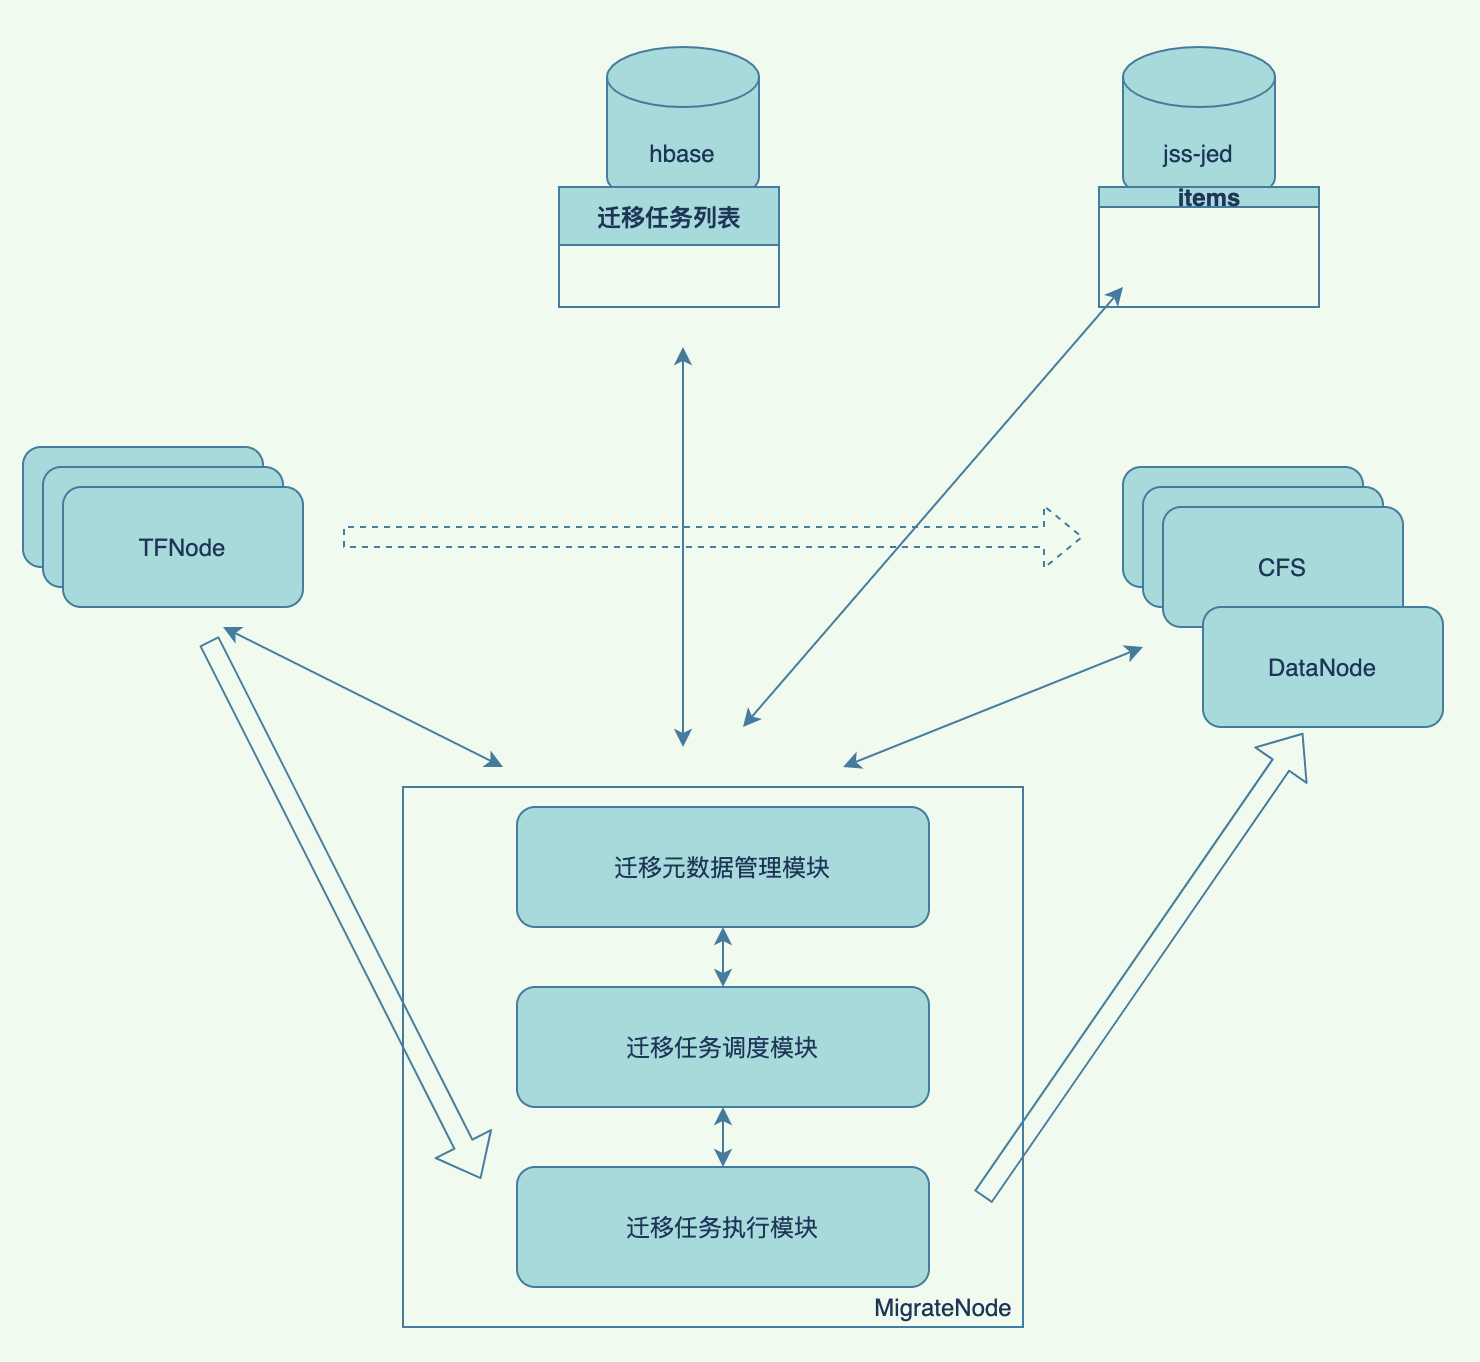 hbase
jss-jed
迁移任务列表
items
TFNode
CFS
DataNode
迁移元数据管理模块
迁移任务调度模块
迁移任务执行模块
MigrateNode